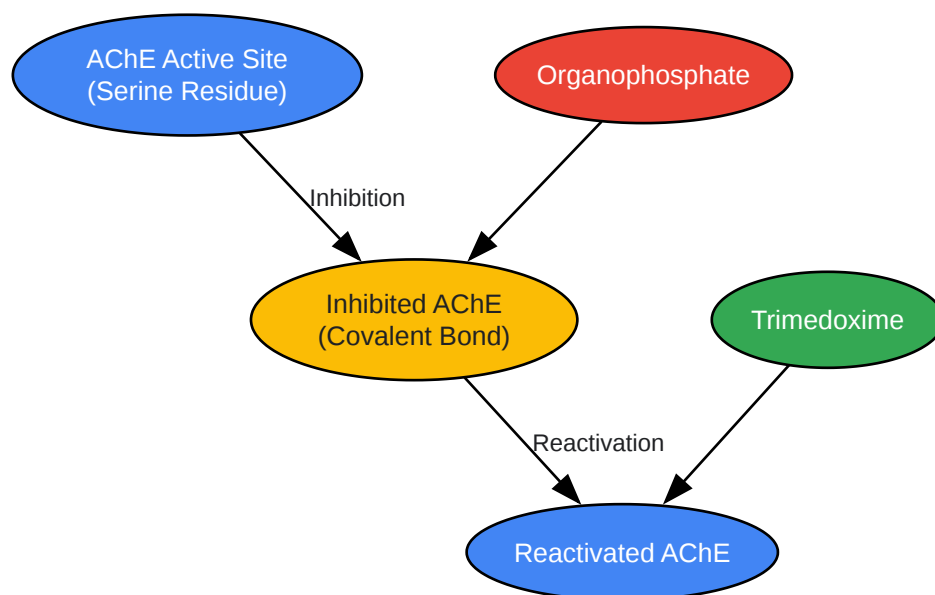 AChE Active Site
(Serine Residue)
Organophosphate
Inhibition
Inhibited AChE
(Covalent Bond)
Trimedoxime
Reactivation
Reactivated AChE